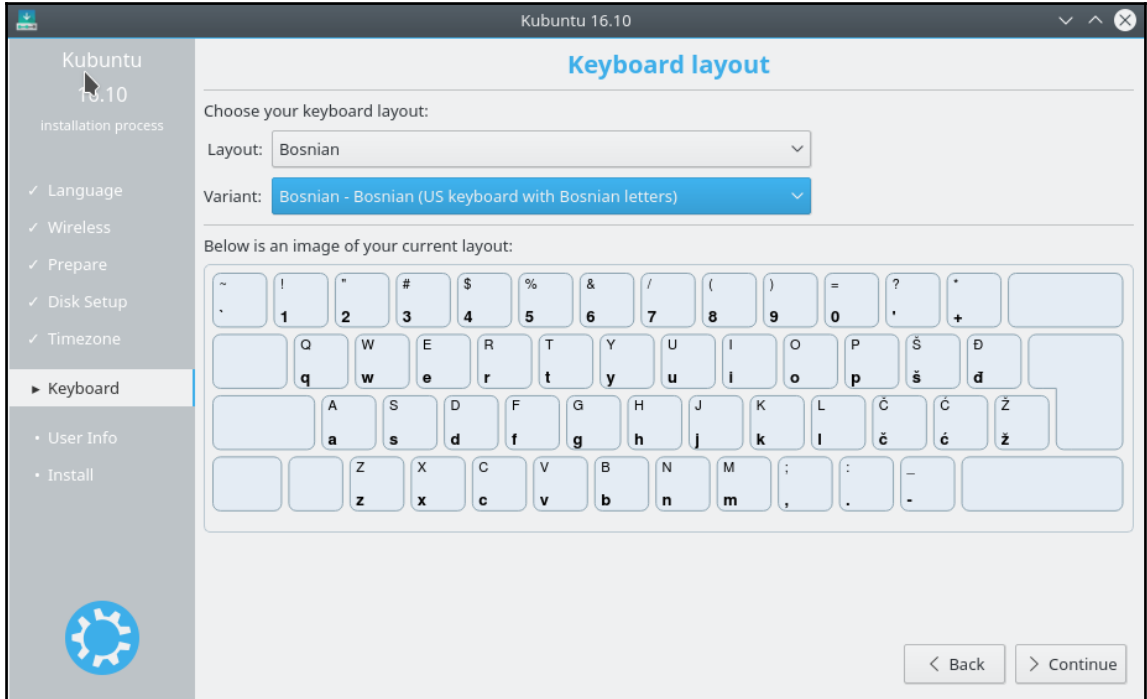 Kubuntu 16.10
Kubuntu
16.10
installation process
✓ Language
✓ Wireless
✓ Prepare
✓ Disk Setup
✓ Timezone
▸ Keyboard
• User Info
• Install
Keyboard layout
Choose your keyboard layout:
Layout: Bosnian
Variant: Bosnian - Bosnian (US keyboard with Bosnian letters)
Below is an image of your current layout:
~ ! " # $ % & / ( ) = ? *
` 1 2 3 4 5 6 7 8 9 0 ' +
Q W E R T Y U I O P Š Đ
q w e r t y u i o p š đ
A S D F G H J K L Č Ć Ž
a s d f g h j k l č ć ž
Z X C V B N M ; : _
z x c v b n m , . -
< Back > Continue